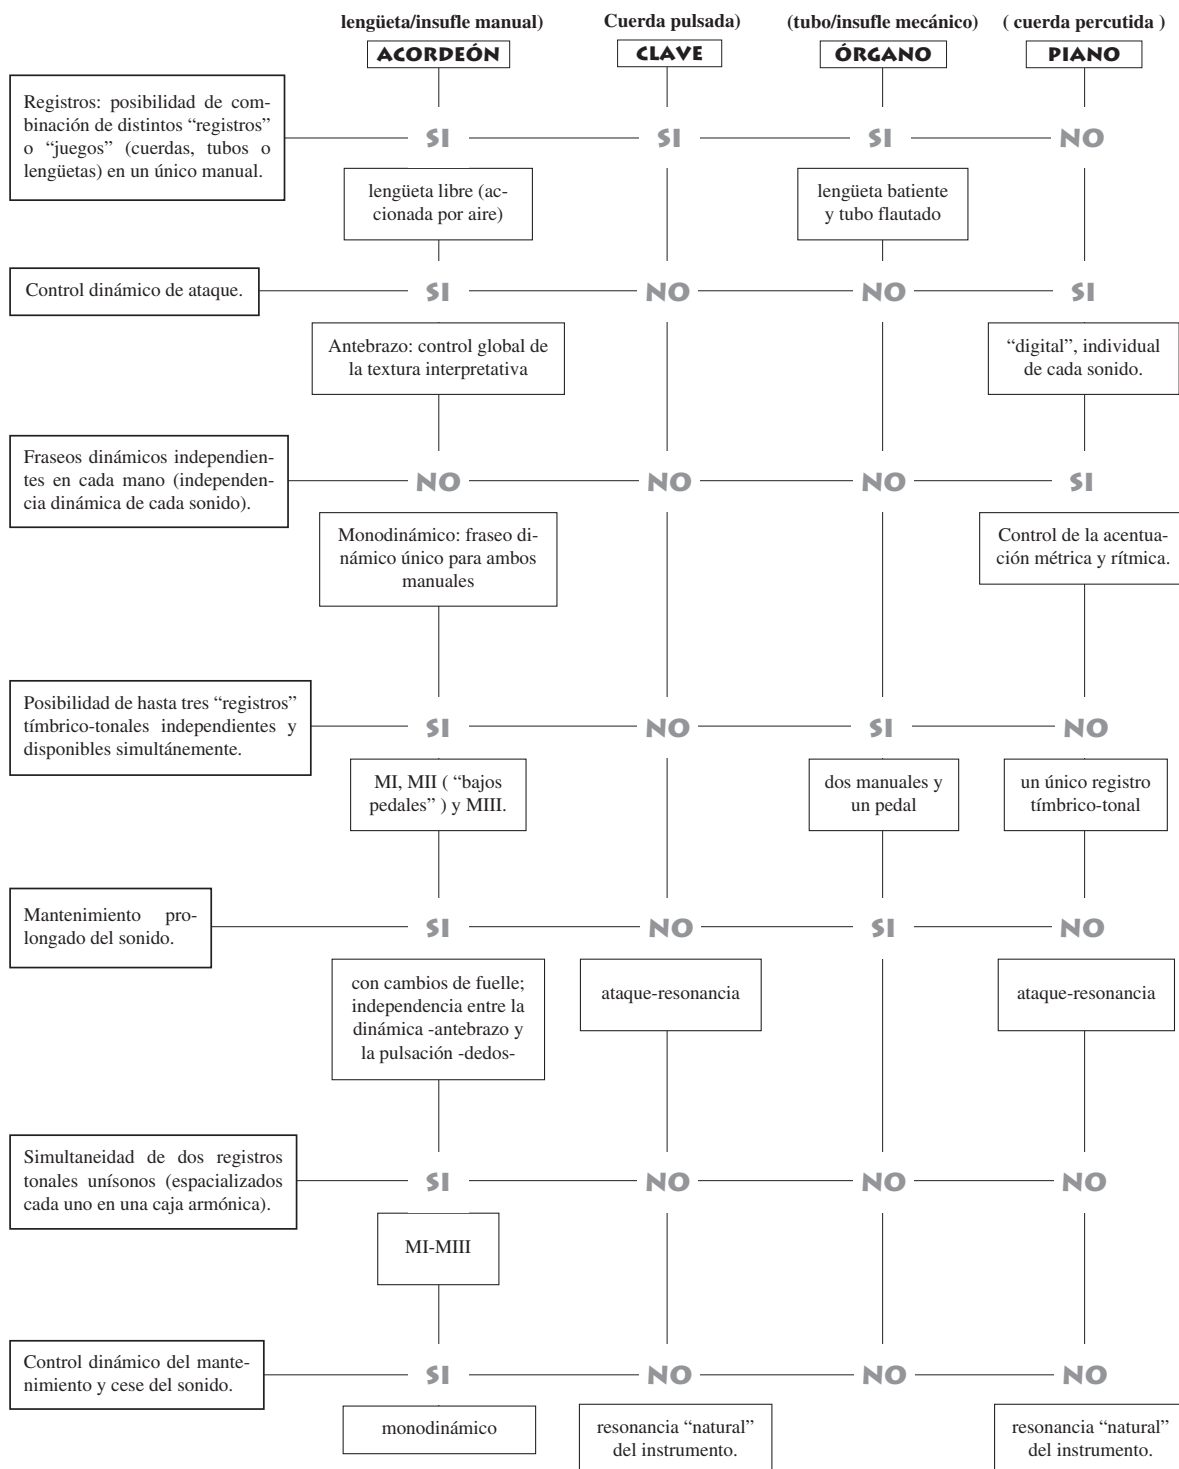 lengüeta/insufle manual) Cuerda pulsada) (tubo/insufle mecánico) ( cuerda percutida )
ACORDEÓN CLAVE ÓRGANO PIANO
Registros: posibilidad de com-
binación de distintos “registros”
o “juegos” (cuerdas, tubos o
lengüetas) en un único manual.
SI SI SI NO
lengüeta libre (ac-
ccionada por aire)
lengüeta batiente
y tubo flautado
Control dinámico de ataque.
SI NO NO SI
Antebrazo: control global de
la textura interpretativa
“digital”, individual
de cada sonido.
Fraseos dinámicos independien-
tes en cada mano (independen-
cia dinámica de cada sonido).
NO NO NO SI
Monodinámico: fraseo di-
námico único para ambos
manuales
Control de la acentua-
ción métrica y rítmica.
Posibilidad de hasta tres “registros”
tímbrico-tonales independientes y
disponibles simultánemente.
SI NO SI NO
MI, MII ( “bajos
pedales” ) y MIII.
dos manuales y
un pedal
un único registro
tímbrico-tonal
Mantenimiento pro-
longado del sonido.
SI NO SI NO
con cambios de fuelle;
independencia entre la
dinámica -antebrazo y
la pulsación -dedos-
ataque-resonancia
ataque-resonancia
Simultaneidad de dos registros
tonales unísonos (espacializados
cada uno en una caja armónica).
SI NO NO NO
MI-MIII
Control dinámico del mante-
nimiento y cese del sonido.
SI NO NO NO
monodinámico
resonancia “natural”
del instrumento.
resonancia “natural”
del instrumento.